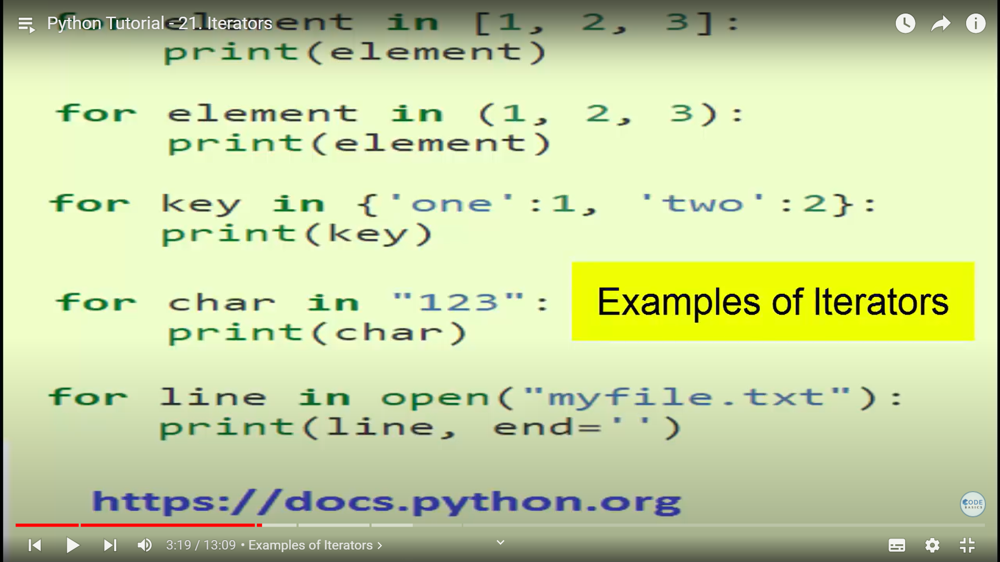 Python Tutorial - 21. Iterators
for element in [1, 2, 3]:
print(element)
for element in (1, 2, 3):
print(element)
for key in {'one':1, 'two':2}:
print(key)
for char in "123":
print(char)
Examples of Iterators
for line in open("myfile.txt"):
print(line, end='')
https://docs.python.org
CODE
BASICS
3:19 / 13:09 • Examples of Iterators >